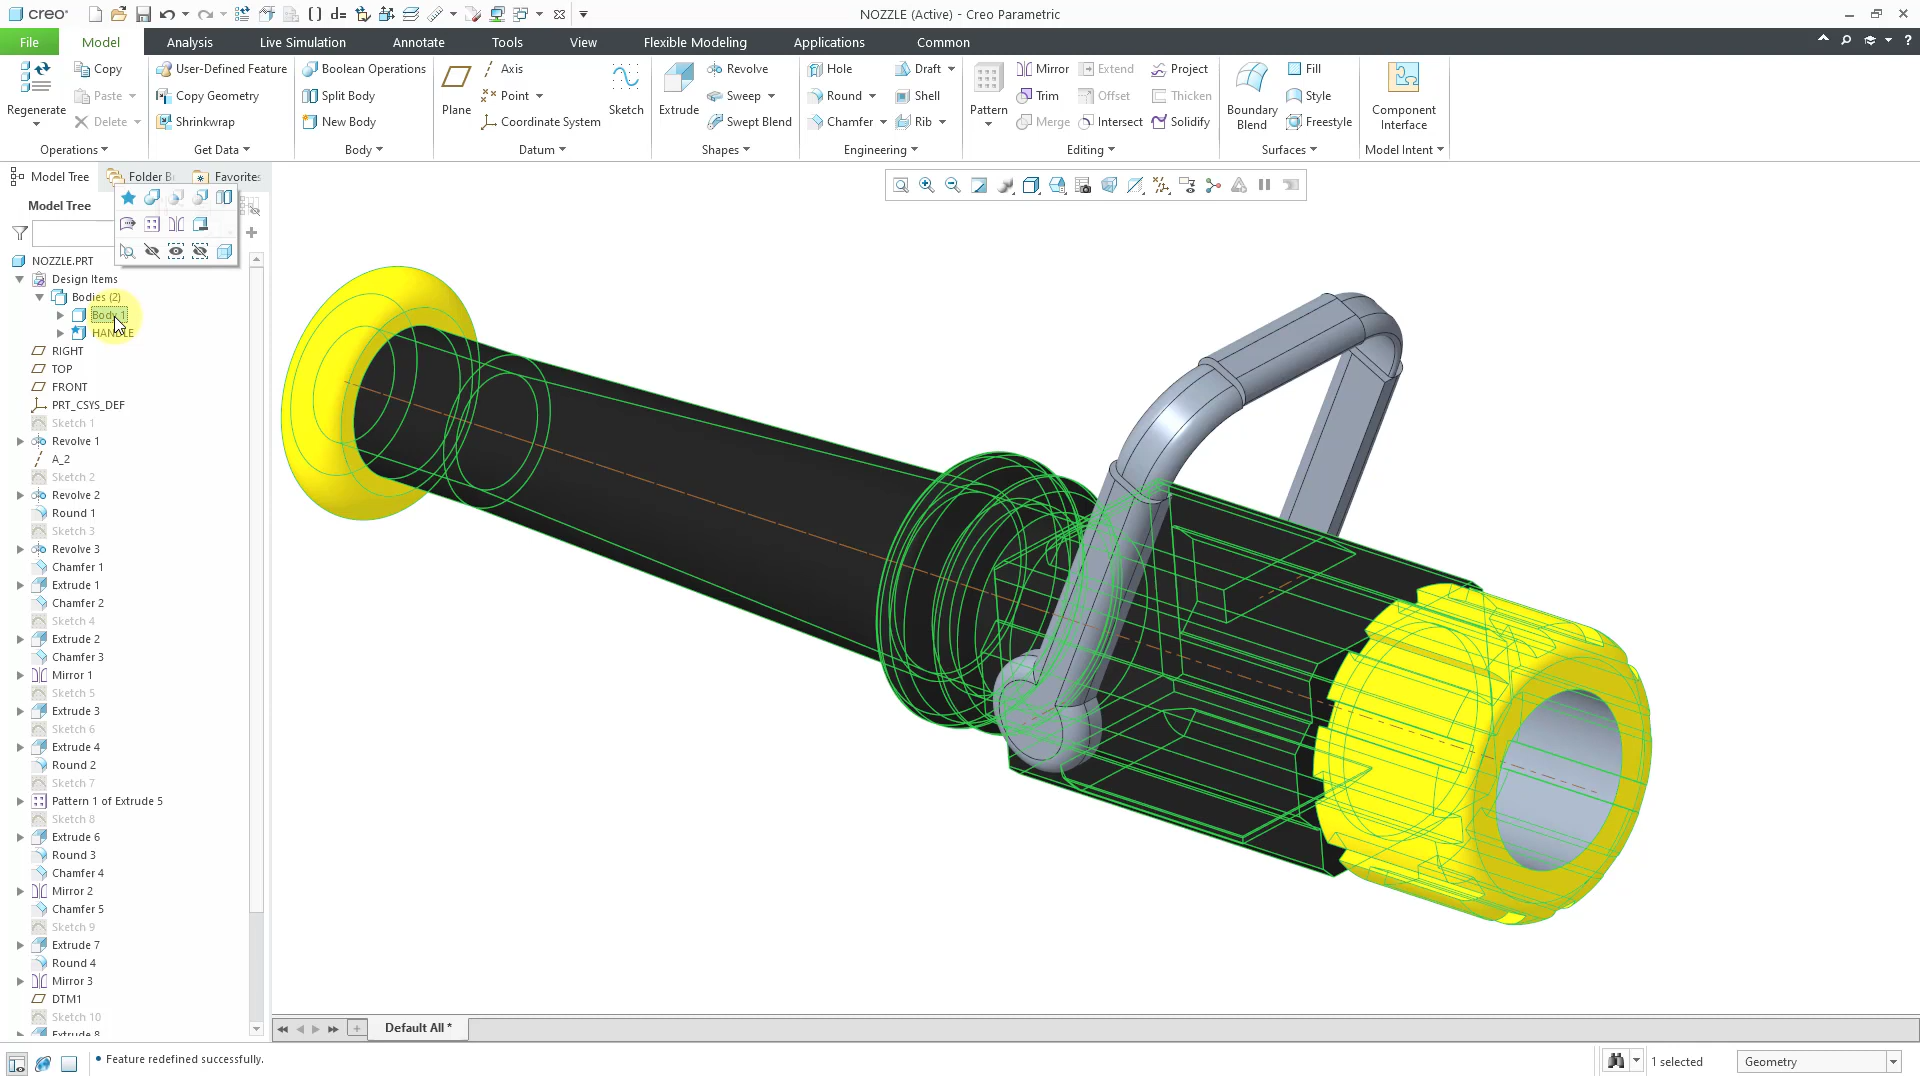 creo
NOZZLE (Active) - Creo Parametric
File
Model
Analysis
Live Simulation
Annotate
Tools
View
Flexible Modeling
Applications
Common
Regenerate
Copy
Paste
Delete
Operations
User-Defined Feature
Copy Geometry
Shrinkwrap
Get Data
Boolean Operations
Split Body
New Body
Body
Plane
Axis
Point
Coordinate System
Sketch
Datum
Extrude
Revolve
Sweep
Swept Blend
Shapes
Hole
Round
Chamfer
Draft
Shell
Rib
Engineering
Pattern
Mirror
Trim
Merge
Extend
Offset
Intersect
Project
Thicken
Solidify
Editing
Boundary
Blend
Fill
Style
Freestyle
Surfaces
Component
Interface
Model Intent
Model Tree
Folder B
Favorites
Model Tree
NOZZLE.PRT
Design Items
Bodies (2)
Body 1
HANDLE
RIGHT
TOP
FRONT
PRT_CSYS_DEF
Sketch 1
Revolve 1
A_2
Sketch 2
Revolve 2
Round 1
Sketch 3
Revolve 3
Chamfer 1
Extrude 1
Chamfer 2
Sketch 4
Extrude 2
Chamfer 3
Mirror 1
Sketch 5
Extrude 3
Sketch 6
Extrude 4
Round 2
Sketch 7
Pattern 1 of Extrude 5
Sketch 8
Extrude 6
Round 3
Chamfer 4
Mirror 2
Chamfer 5
Sketch 9
Extrude 7
Round 4
Mirror 3
DTM1
Sketch 10
Extrude 8
Default All *
Feature redefined successfully.
1 selected
Geometry